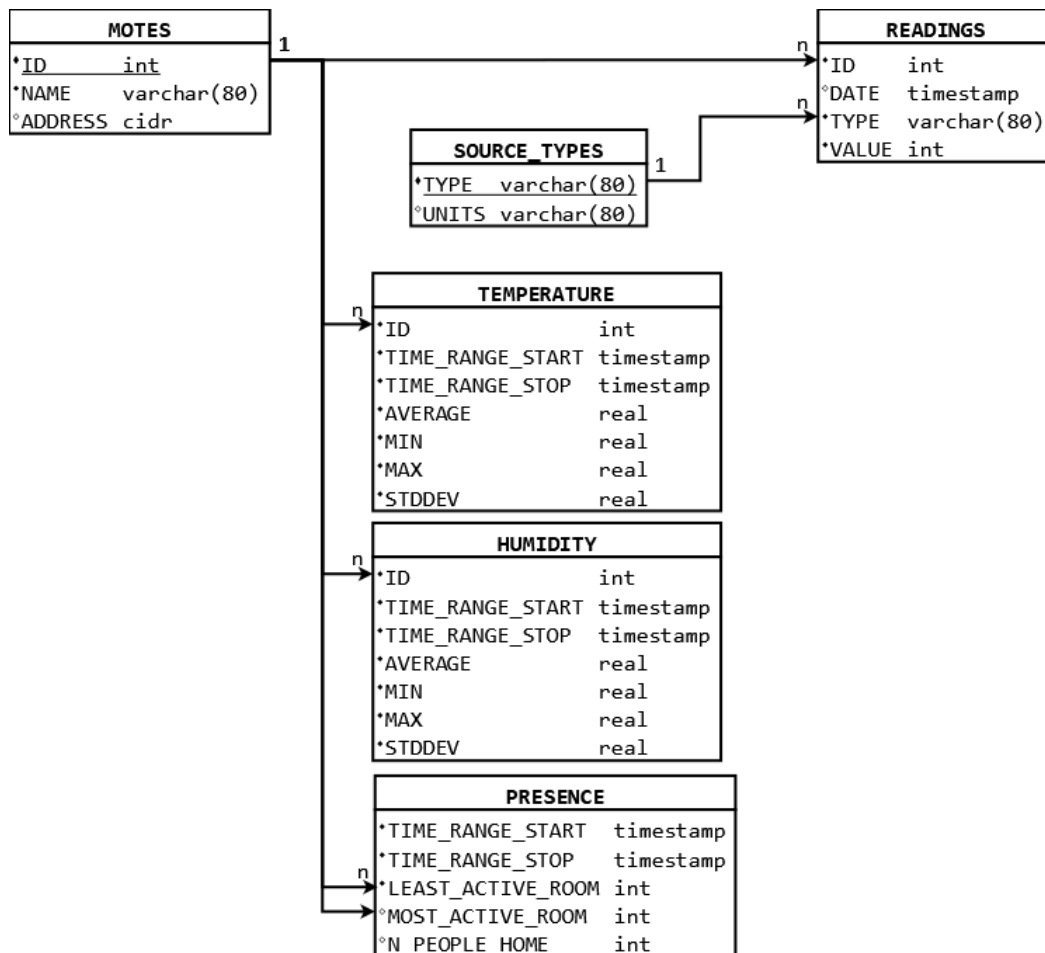 MOTES
ID int
NAME varchar(80)
ADDRESS cidr
1
n
n
READINGS
ID int
DATE timestamp
TYPE varchar(80)
VALUE int
SOURCE_TYPES
TYPE varchar(80)
UNITS varchar(80)
1
n
TEMPERATURE
ID int
TIME_RANGE_START timestamp
TIME_RANGE_STOP timestamp
AVERAGE real
MIN real
MAX real
STDDEV real
n
HUMIDITY
ID int
TIME_RANGE_START timestamp
TIME_RANGE_STOP timestamp
AVERAGE real
MIN real
MAX real
STDDEV real
n
PRESENCE
TIME_RANGE_START timestamp
TIME_RANGE_STOP timestamp
LEAST_ACTIVE_ROOM int
MOST_ACTIVE_ROOM int
N PEOPLE HOME int